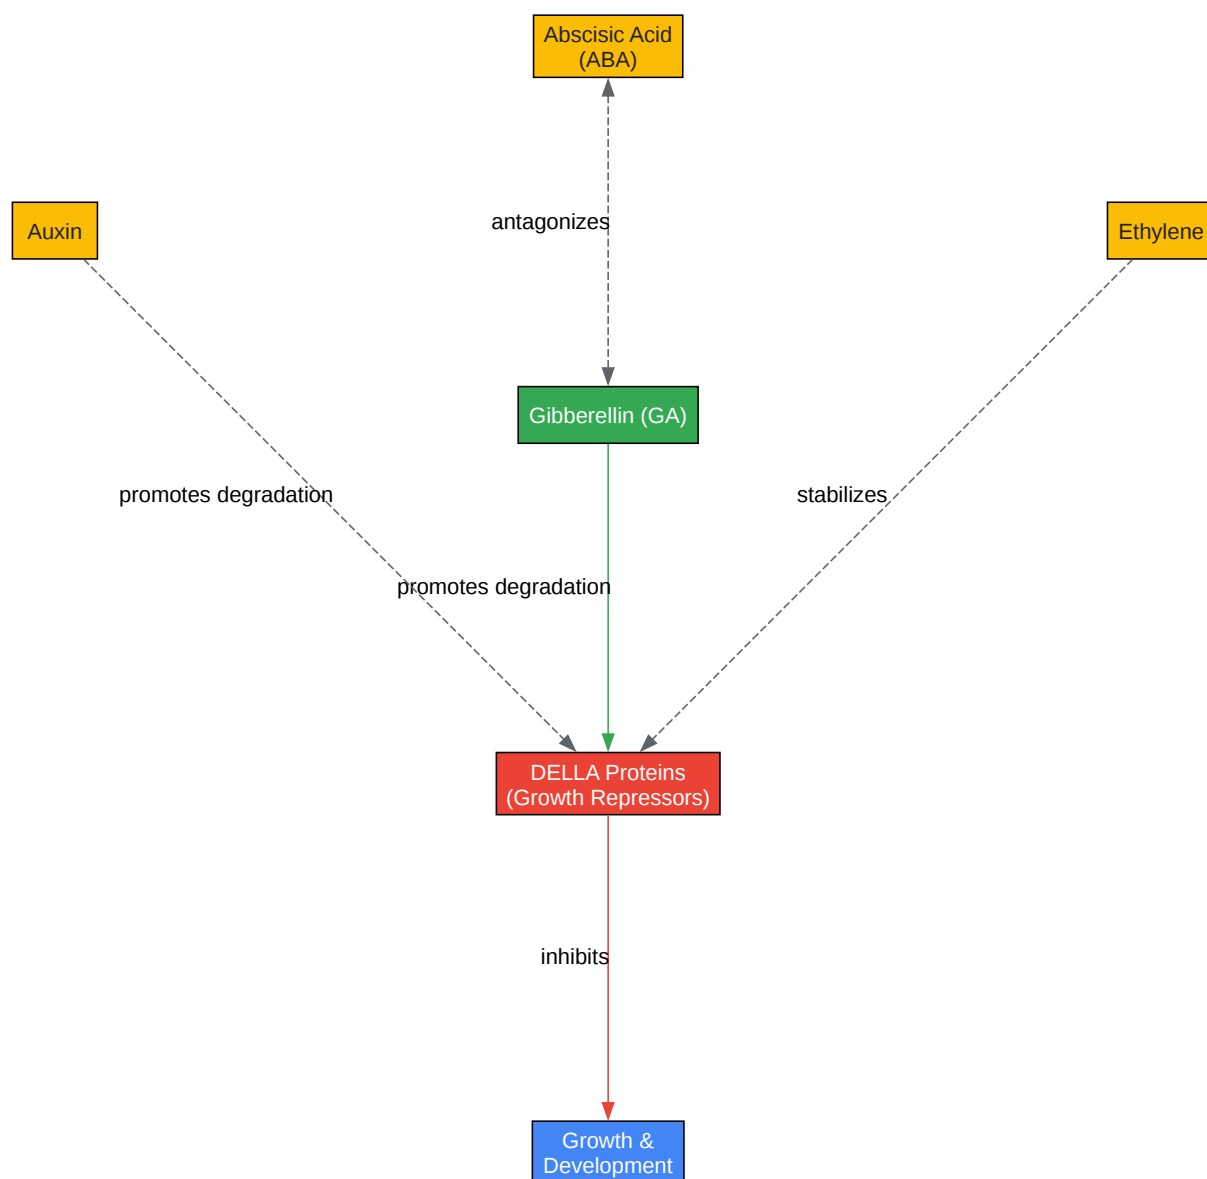 Abscisic Acid
(ABA)
antagonizes
Auxin
Ethylene
Gibberellin (GA)
promotes degradation
stabilizes
promotes degradation
DELLA Proteins
(Growth Repressors)
inhibits
Growth &
Development